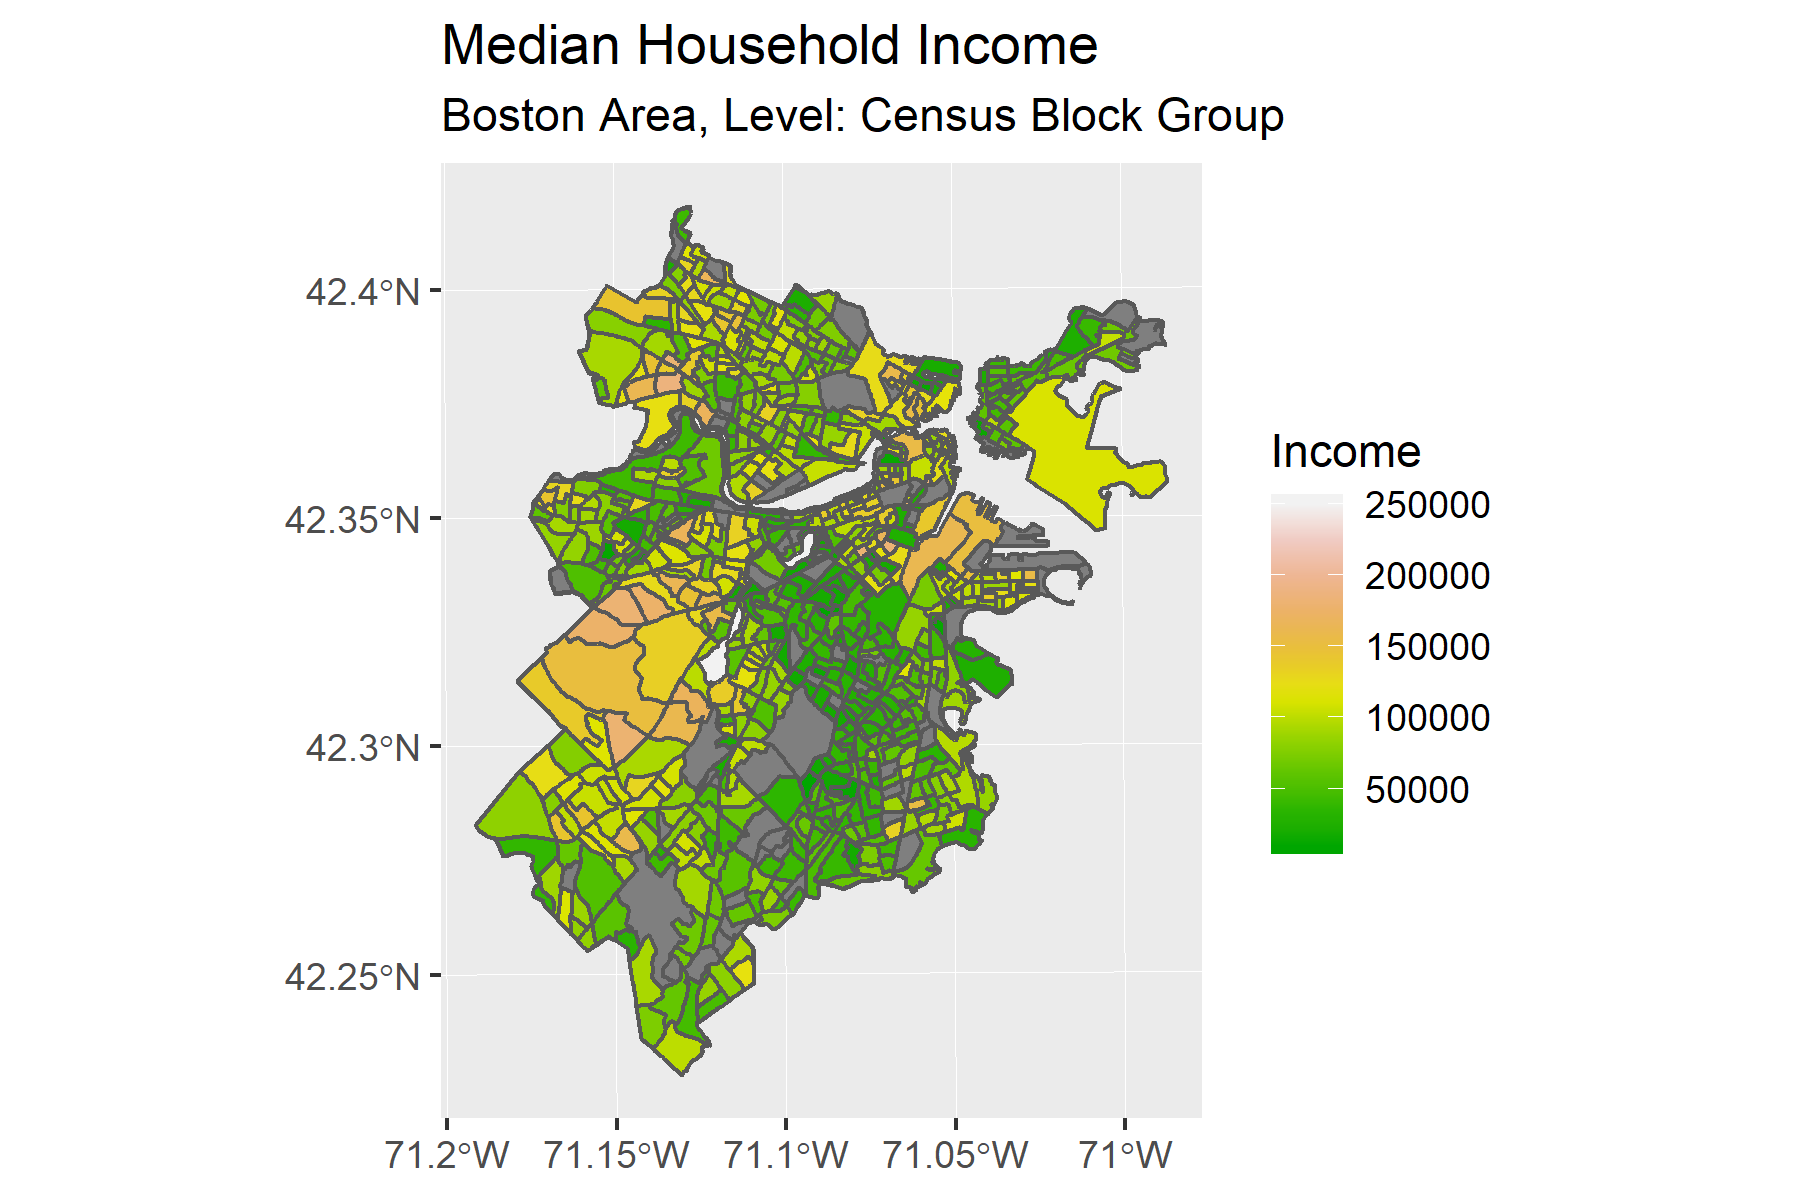 Median Household Income
Boston Area, Level: Census Block Group
42.4°N
42.35°N
42.3°N
42.25°N
71.2°W
71.15°W
71.1°W
71.05°W
71°W
Income
250000
200000
150000
100000
50000